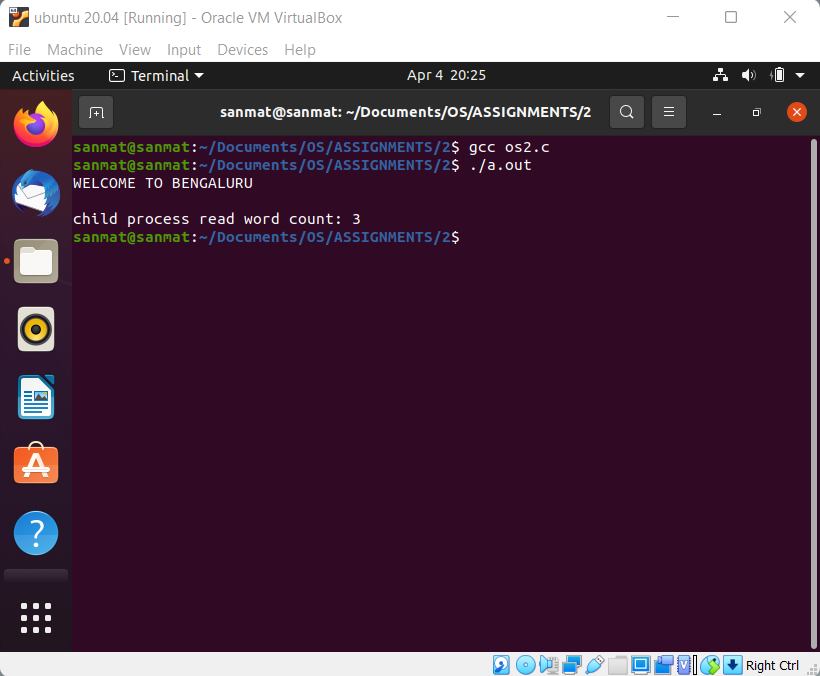 ubuntu 20.04 [Running] - Oracle VM VirtualBox
File Machine View Input Devices Help
Activities Terminal Apr 4 20:25
sanmat@sanmat: ~/Documents/OS/ASSIGNMENTS/2
sanmat@sanmat:~/Documents/OS/ASSIGNMENTS/2$ gcc os2.c
sanmat@sanmat:~/Documents/OS/ASSIGNMENTS/2$ ./a.out
WELCOME TO BENGALURU
child process read word count: 3
sanmat@sanmat:~/Documents/OS/ASSIGNMENTS/2$
Right Ctrl